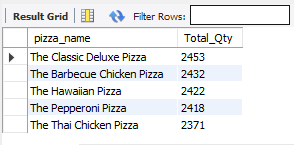 Result Grid Filter Rows:
pizza_name Total_Qty
The Classic Deluxe Pizza 2453
The Barbecue Chicken Pizza 2432
The Hawaiian Pizza 2422
The Pepperoni Pizza 2418
The Thai Chicken Pizza 2371